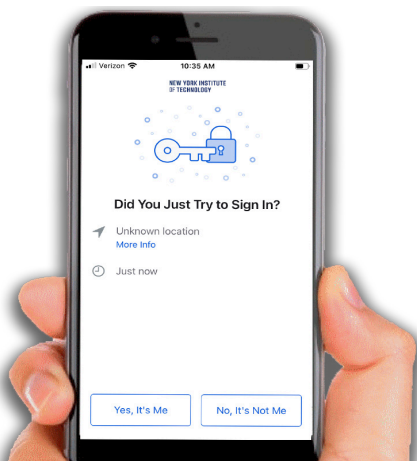 Verizon
10:35 AM
NEW YORK INSTITUTE
OF TECHNOLOGY
Did You Just Try to Sign In?
Unknown location
More Info
Just now
Yes, It's Me
No, It's Not Me